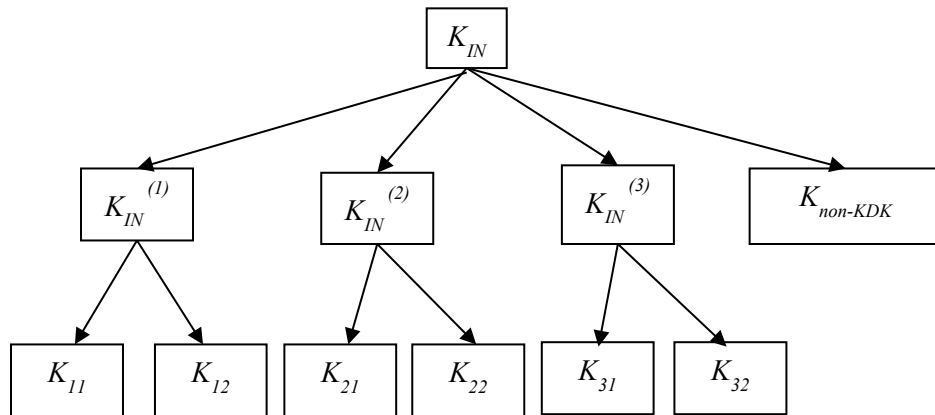 K_IN
K_IN^(1)
K_IN^(2)
K_IN^(3)
K_non-KDK
K_11
K_12
K_21
K_22
K_31
K_32